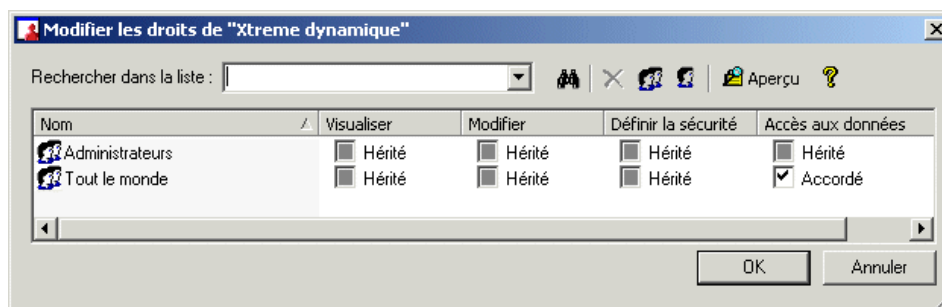 Modifier les droits de "Xtreme dynamique"
Rechercher dans la liste : Aperçu
Nom Visualiser Modifier Définir la sécurité Accès aux données
Administrateurs Hérité Hérité Hérité Hérité
Tout le monde Hérité Hérité Hérité Accordé
OK Annuler